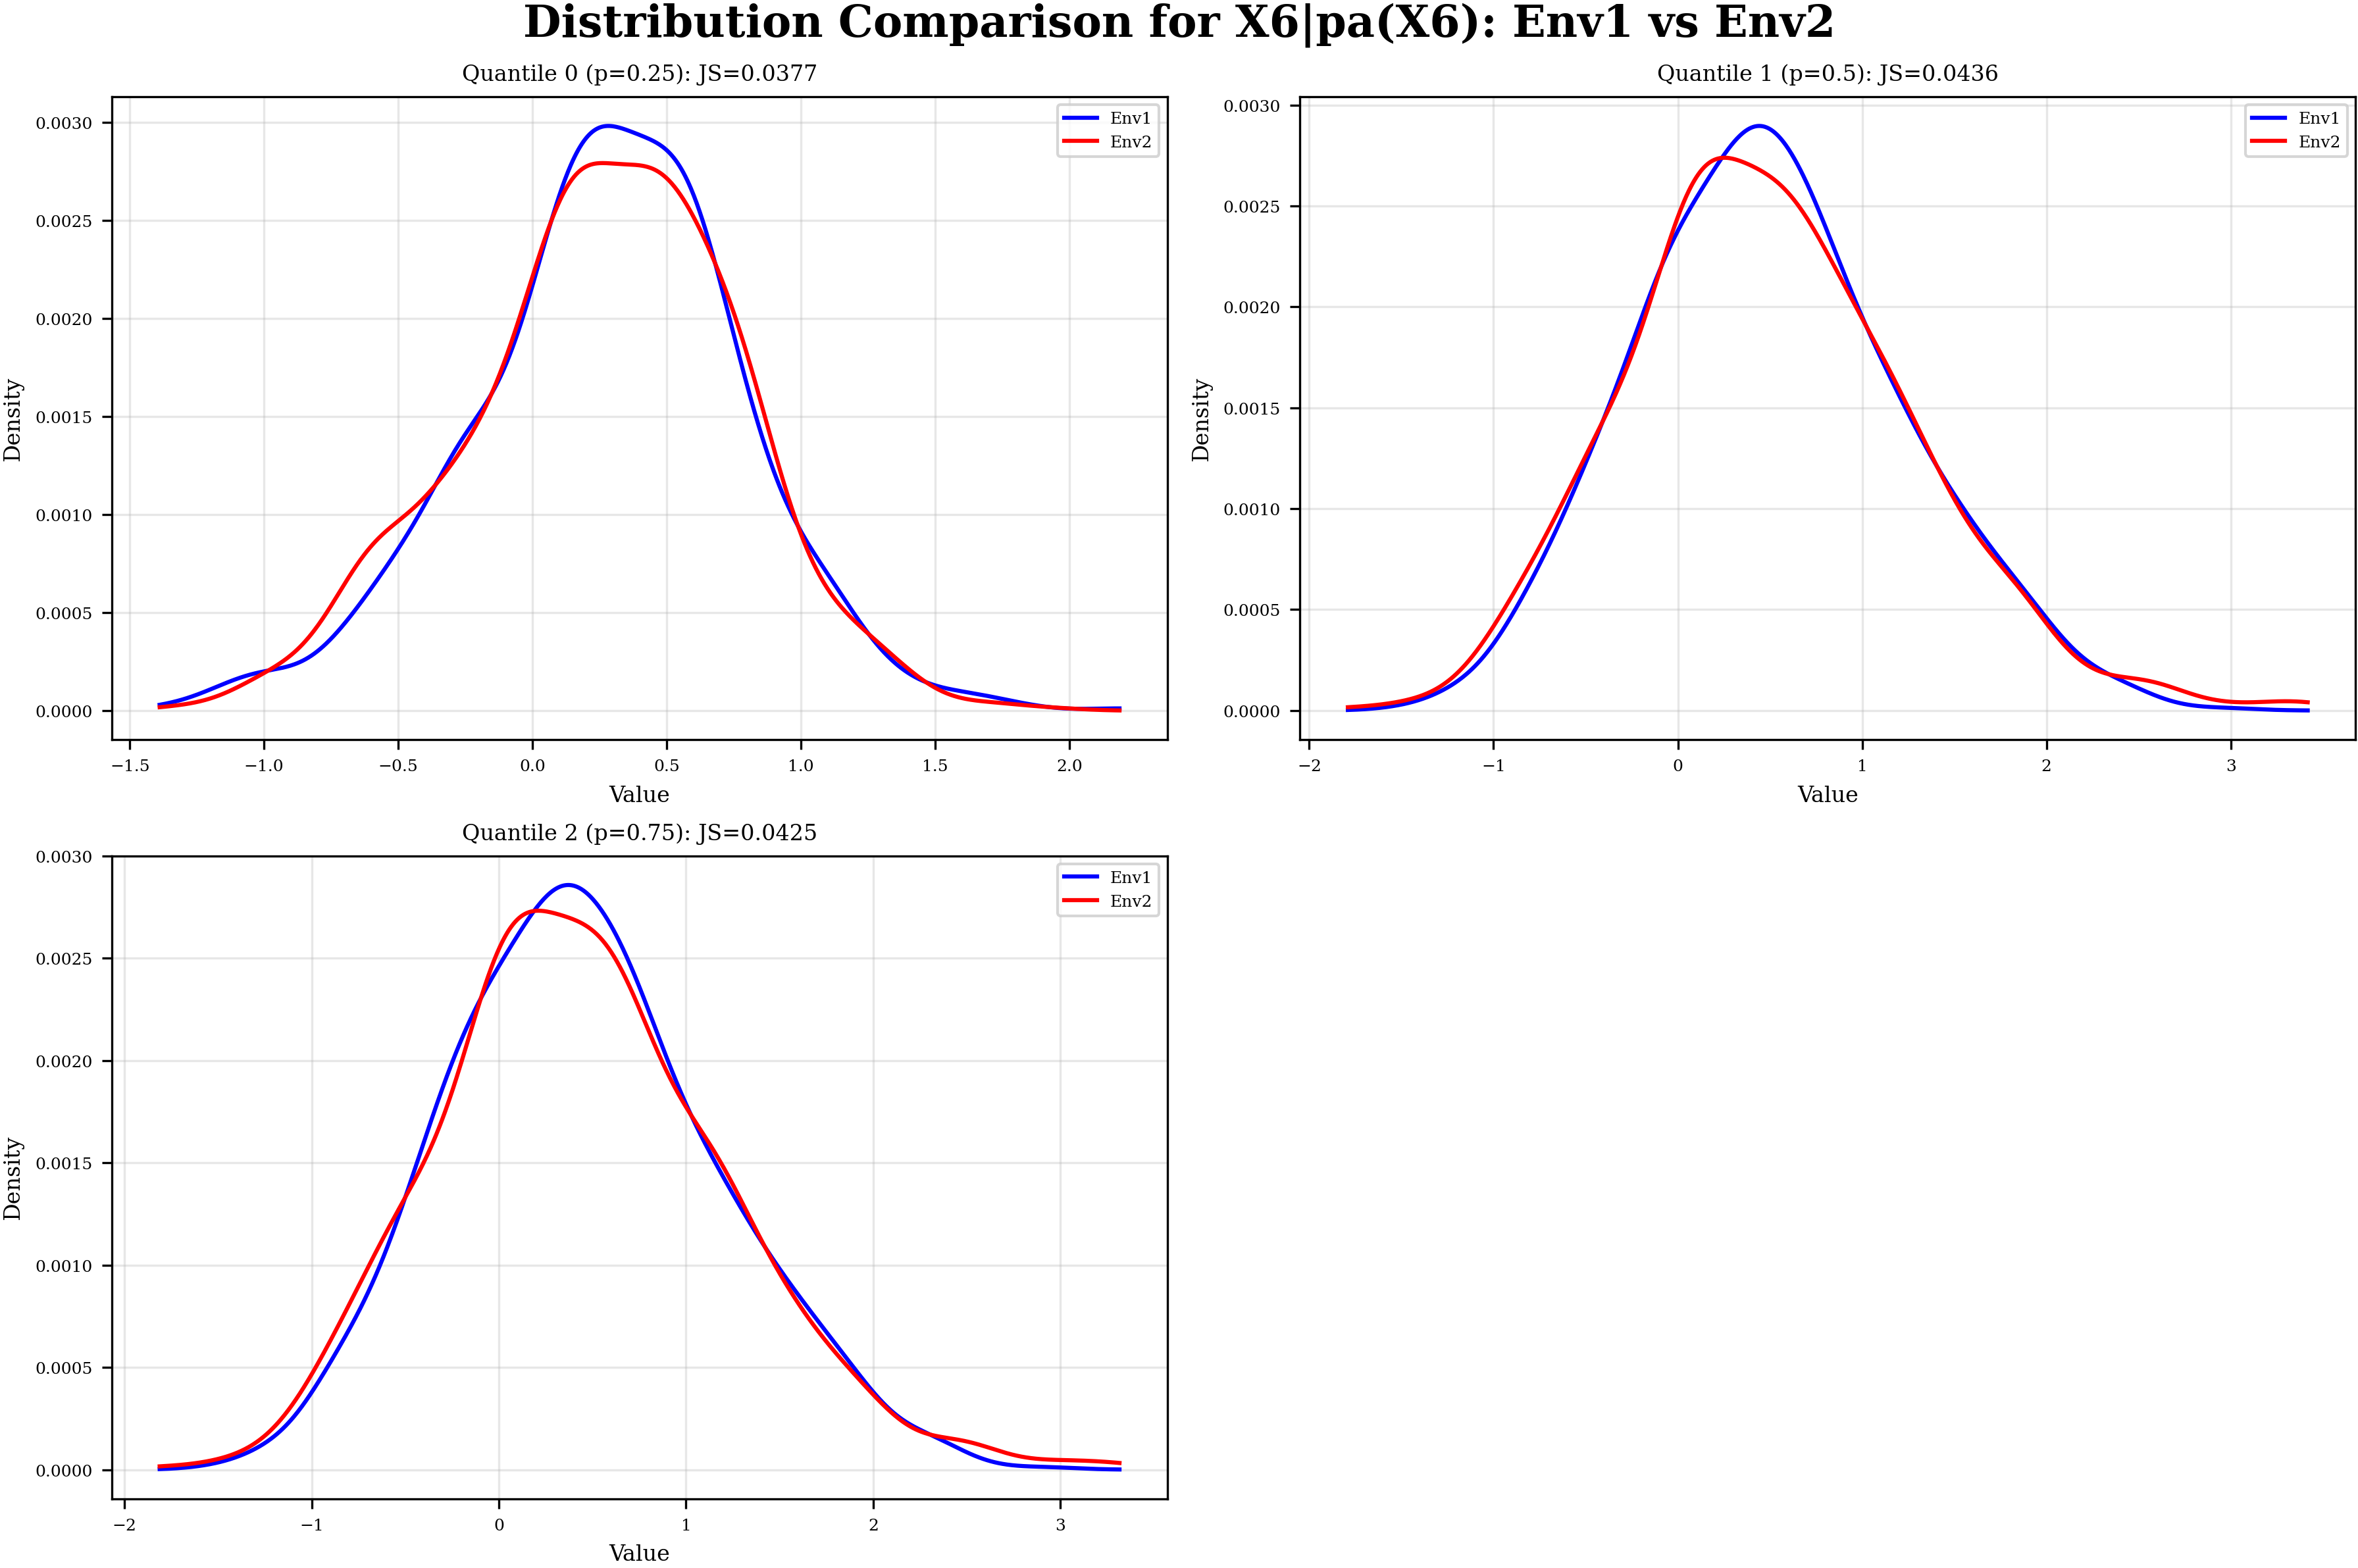 Distribution Comparison for X6|pa(X6): Env1 vs Env2
Quantile 0 (p=0.25): JS=0.0377
Env1
Env2
0.0030
0.0025
0.0020
0.0015
0.0010
0.0005
0.0000
Density
−1.5 −1.0 −0.5 0.0 0.5 1.0 1.5 2.0
Value
Quantile 1 (p=0.5): JS=0.0436
Env1
Env2
0.0030
0.0025
0.0020
0.0015
0.0010
0.0005
0.0000
Density
−2 −1 0 1 2 3
Value
Quantile 2 (p=0.75): JS=0.0425
Env1
Env2
0.0030
0.0025
0.0020
0.0015
0.0010
0.0005
0.0000
Density
−2 −1 0 1 2 3
Value